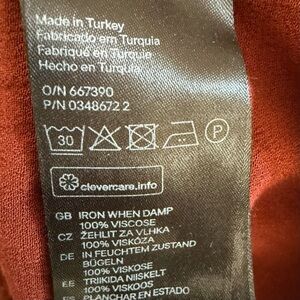 Made in Turkey
Fabricado em Turquia
Fabriqué en Turquie
Hecho en Turquía
O/N 667390
P/N 0348672 2
30 P
clevercare.info
GB IRON WHEN DAMP
100% VISCOSE
CZ ŽEHLIT ZA VLHKA
100% VISKÓZA
DE IN FEUCHTEM ZUSTAND
BÜGELN
100% VISKOSE
EE TRIIKIDA NIISKELT
100% VISKOOS
ES PLANCHAR EN ESTADO